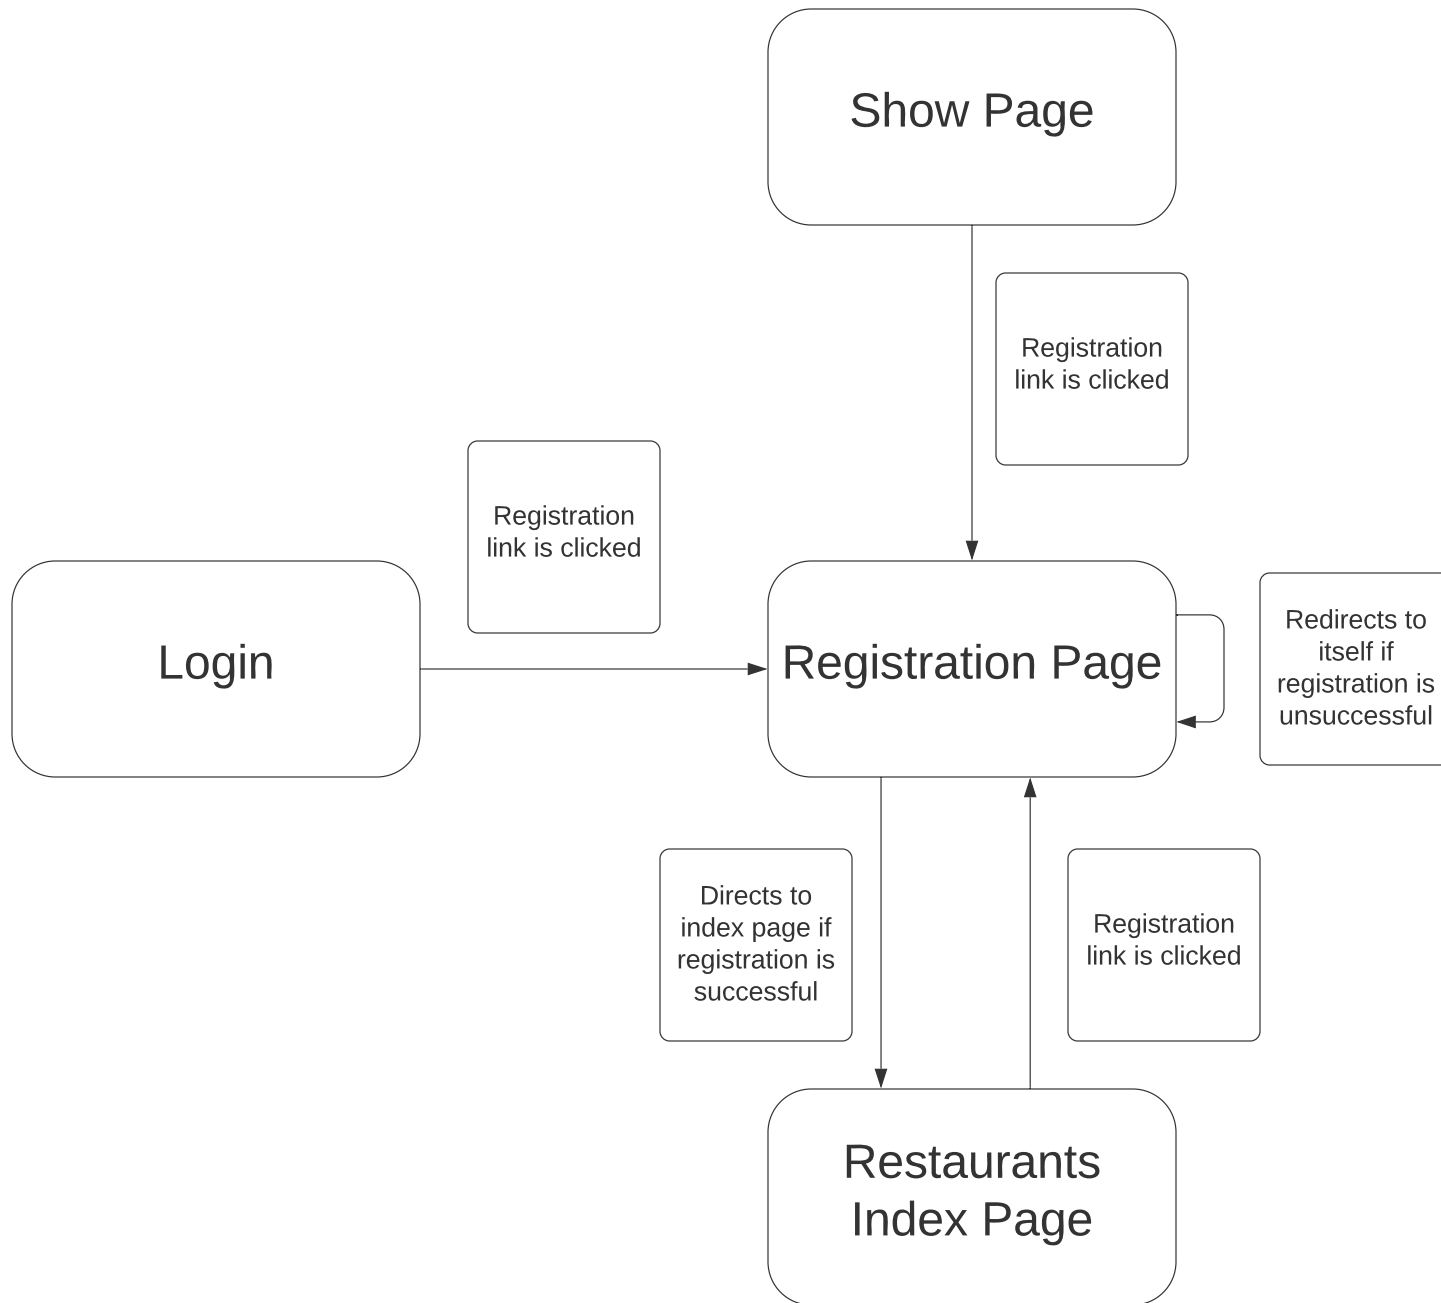 Show Page
Registration
link is clicked
Registration
link is clicked
Login
Registration Page
Redirects to
itself if
registration is
unsuccessful
Directs to
index page if
registration is
successful
Registration
link is clicked
Restaurants
Index Page